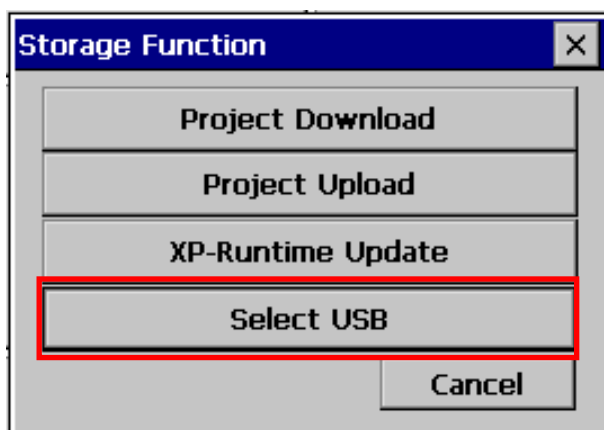 Storage Function
Project Download
Project Upload
XP-Runtime Update
Select USB
Cancel